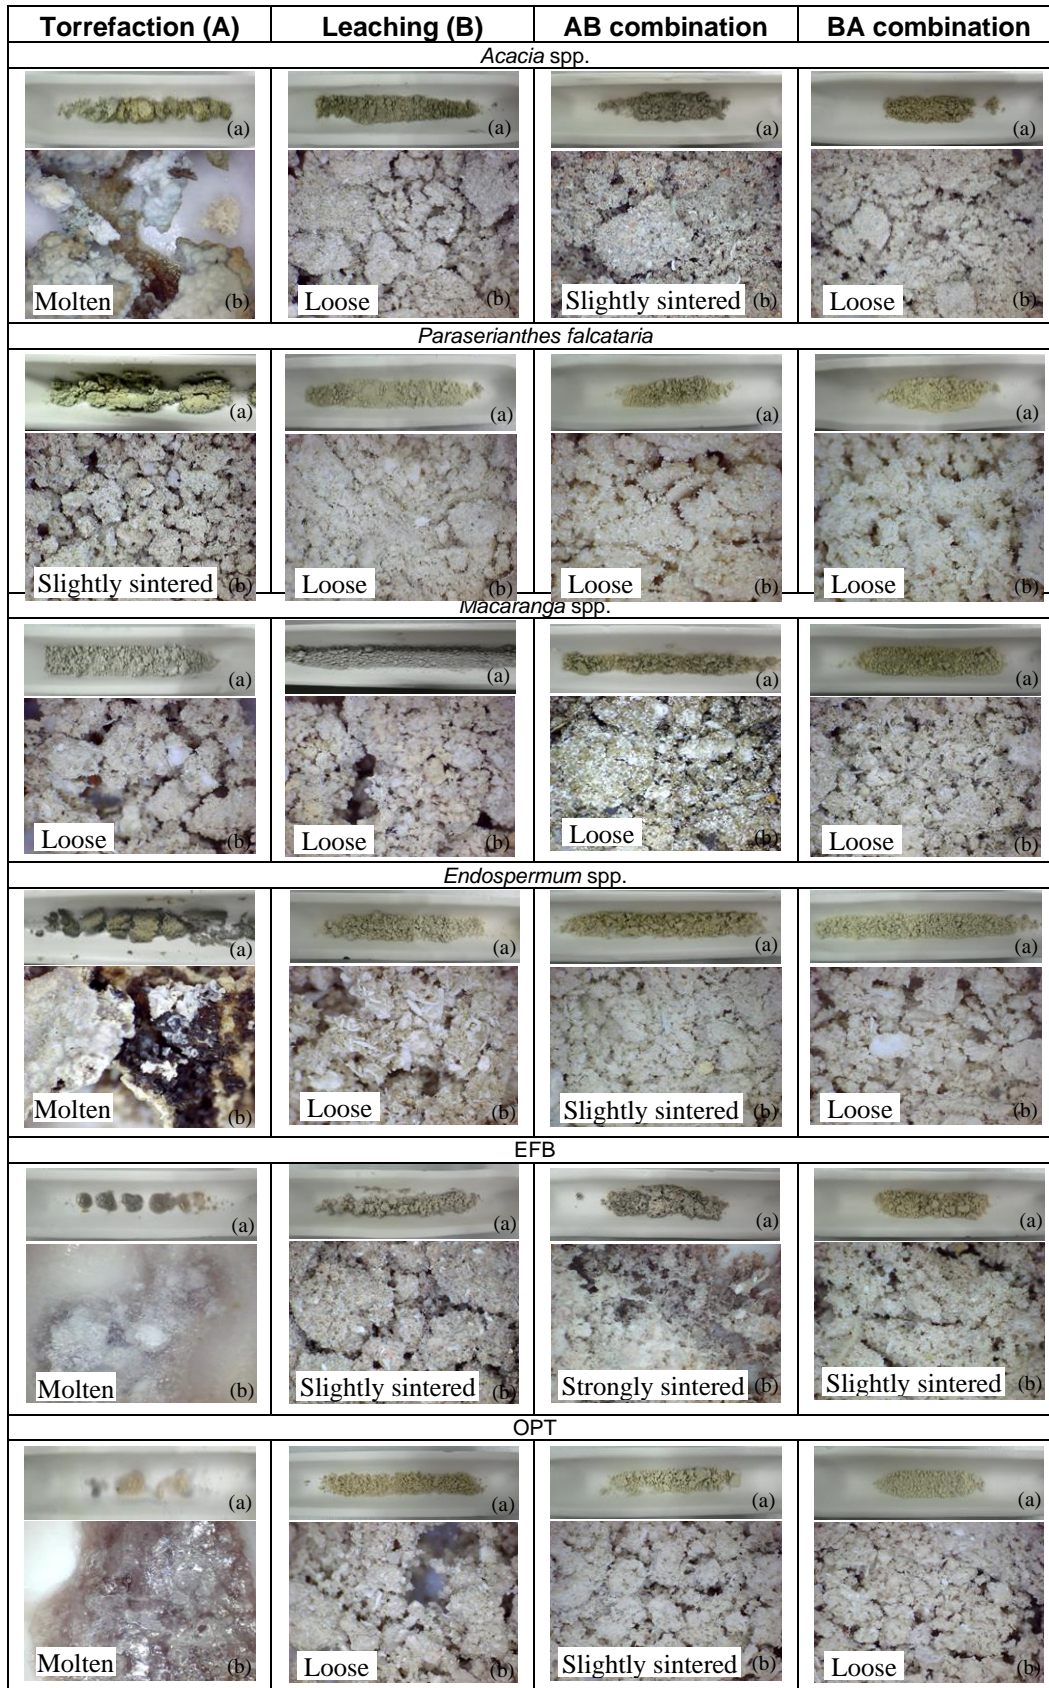 Torrefaction (A) Leaching (B) AB combination BA combination
Acacia spp.
(a) (a) (a) (a)
Molten (b) Loose (b) Slightly sintered (b) Loose (b)
Paraserianthes falcataria
(a) (a) (a) (a)
Slightly sintered (b) Loose (b) Loose (b) Loose (b)
Macaranga spp.
(a) (a) (a) (a)
Loose (b) Loose (b) Loose (b) Loose (b)
Endospermum spp.
(a) (a) (a) (a)
Molten (b) Loose (b) Slightly sintered (b) Loose (b)
EFB
(a) (a) (a) (a)
Molten (b) Slightly sintered (b) Strongly sintered (b) Slightly sintered (b)
OPT
(a) (a) (a) (a)
Molten (b) Loose (b) Slightly sintered (b) Loose (b)